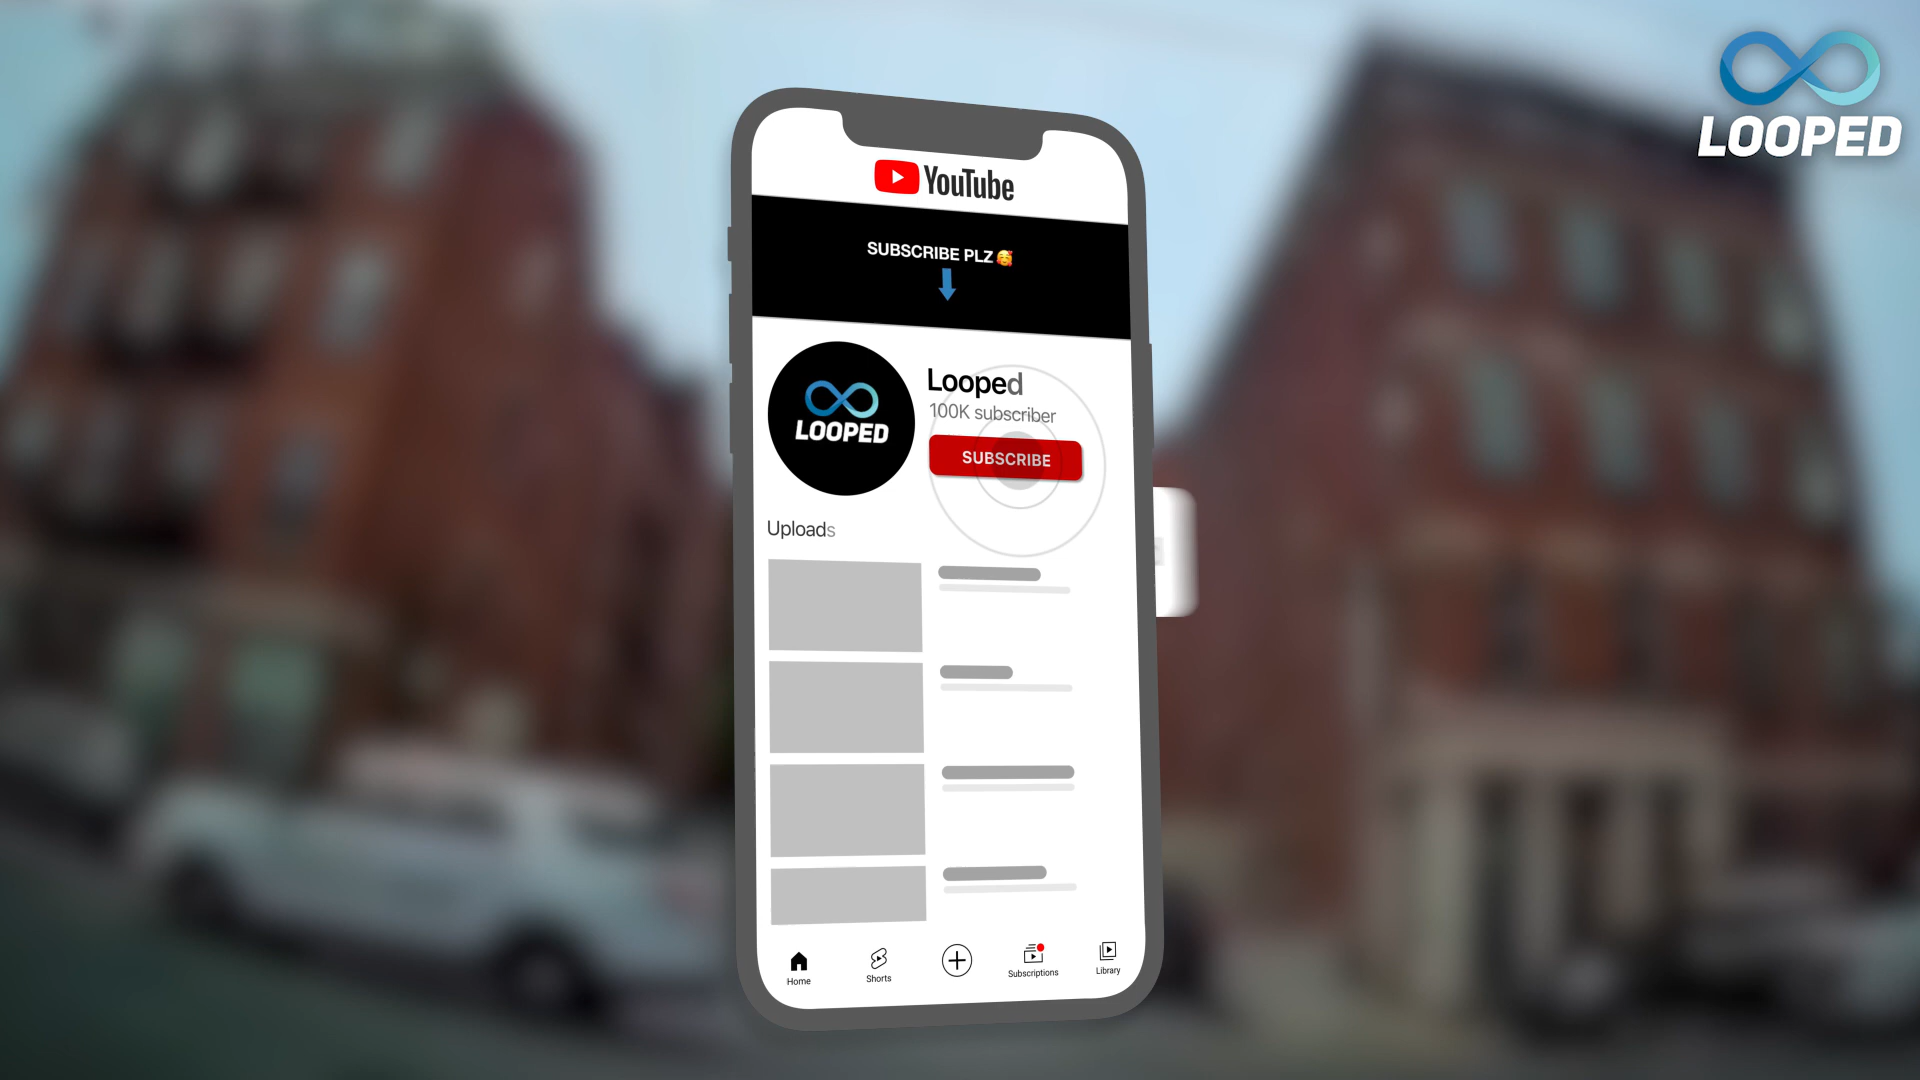 LOOPED
YouTube
SUBSCRIBE PLZ 🥰
Looped
100K subscriber
LOOPED
SUBSCRIBE
Uploads
Home
Shorts
Subscriptions
Library